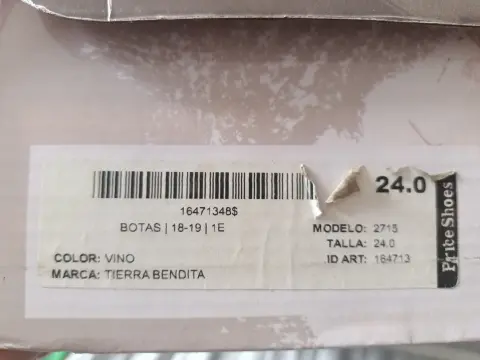 24.0
16471348$
BOTAS | 18-19 | 1E
MODELO: 2715
TALLA: 24.0
COLOR: VINO
ID ART: 164713
MARCA: TIERRA BENDITA
Price Shoes